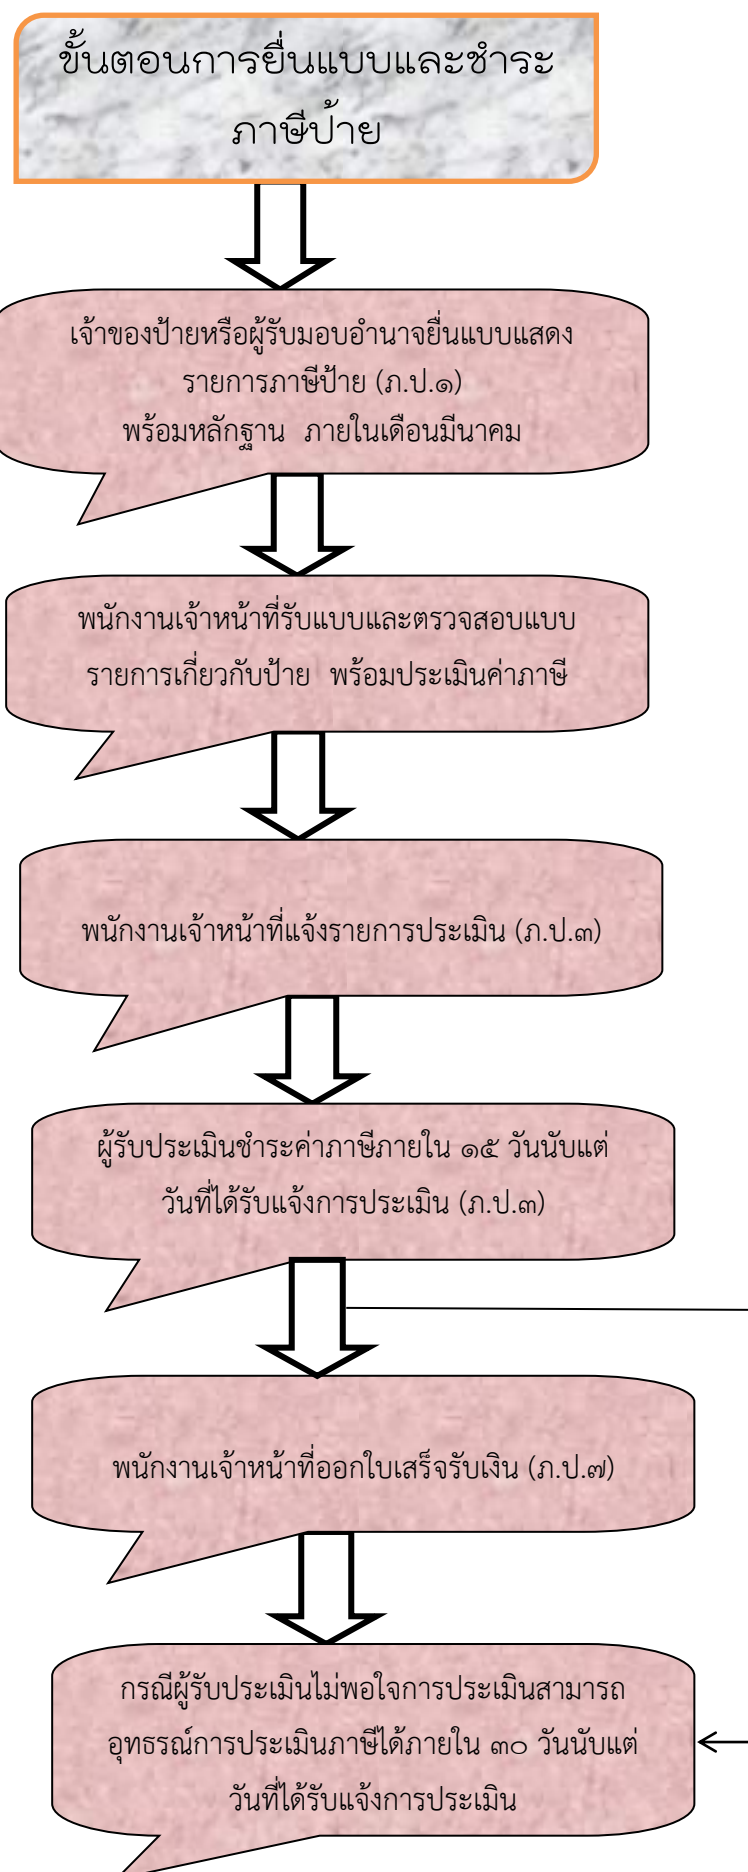 ขั้นตอนการยื่นแบบและชำระ
ภาษีป้าย
เจ้าของป้ายหรือผู้รับมอบอำนาจยื่นแบบแสดง
รายการภาษีป้าย (ภ.ป.๑)
พร้อมหลักฐาน ภายในเดือนมีนาคม
พนักงานเจ้าหน้าที่รับแบบและตรวจสอบแบบ
รายการเกี่ยวกับป้าย พร้อมประเมินค่าภาษี
พนักงานเจ้าหน้าที่แจ้งรายการประเมิน (ภ.ป.๓)
ผู้รับประเมินชำระค่าภาษีภายใน ๑๕ วันนับแต่
วันที่ได้รับแจ้งการประเมิน (ภ.ป.๓)
พนักงานเจ้าหน้าที่ออกใบเสร็จรับเงิน (ภ.ป.๗)
กรณีผู้รับประเมินไม่พอใจการประเมินสามารถ
อุทธรณ์การประเมินภาษีได้ภายใน ๓๐ วันนับแต่
วันที่ได้รับแจ้งการประเมิน